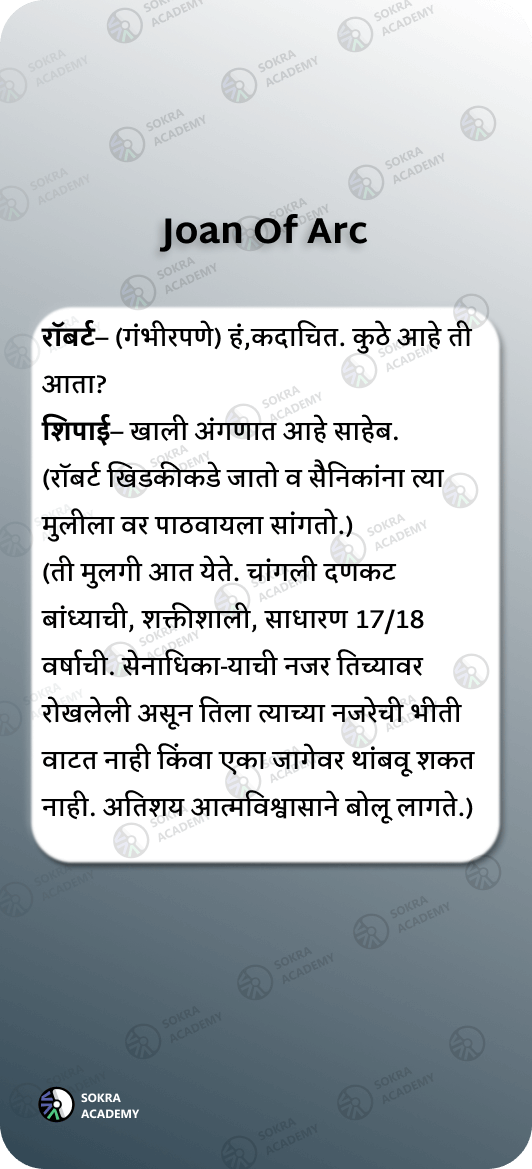 Joan Of Arc
रॉबर्ट– (गंभीरपणे) हं,कदाचित. कुठे आहे ती
आता?
शिपाई– खाली अंगणात आहे साहेब.
(रॉबर्ट खिडकीकडे जातो व सैनिकांना त्या
मुलीला वर पाठवायला सांगतो.)
(ती मुलगी आत येते. चांगली दणकट
बांध्याची, शक्तीशाली, साधारण 17/18
वर्षाची. सेनाधिका-याची नजर तिच्यावर
रोखलेली असून तिला त्याच्या नजरेची भीती
वाटत नाही किंवा एका जागेवर थांबवू शकत
नाही. अतिशय आत्मविश्वासाने बोलू लागते.)
SOKRA
ACADEMY